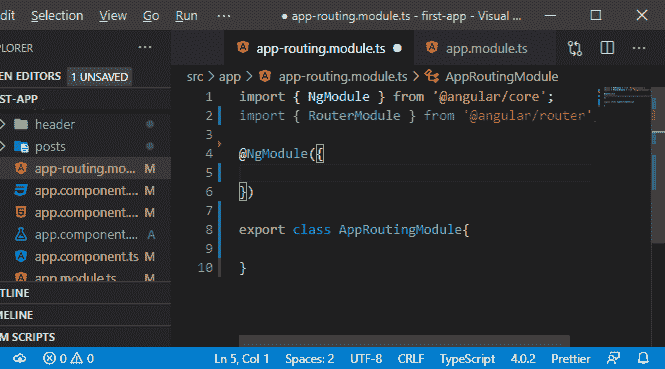 dit Selection View Go Run ··· ● app-routing.module.ts - first-app - Visual ...
PLORER ···
EN EDITORS 1 UNSAVED
ST-APP
header
posts
app-routing.mo... M
app.component.... M
app.component.... M
app.component.... A
app.component.ts M
app.module.ts M
TLINE
MELINE
M SCRIPTS
app-routing.module.ts ● app.module.ts ···
src > app > app-routing.module.ts > AppRoutingModule
1 import { NgModule } from '@angular/core';
2 import { RouterModule } from '@angular/router'
3
4 @NgModule({
5
6 })
7
8 export class AppRoutingModule{
9
10 }
0 0 Ln 5, Col 1 Spaces: 2 UTF-8 CRLF TypeScript 4.0.2 Prettier